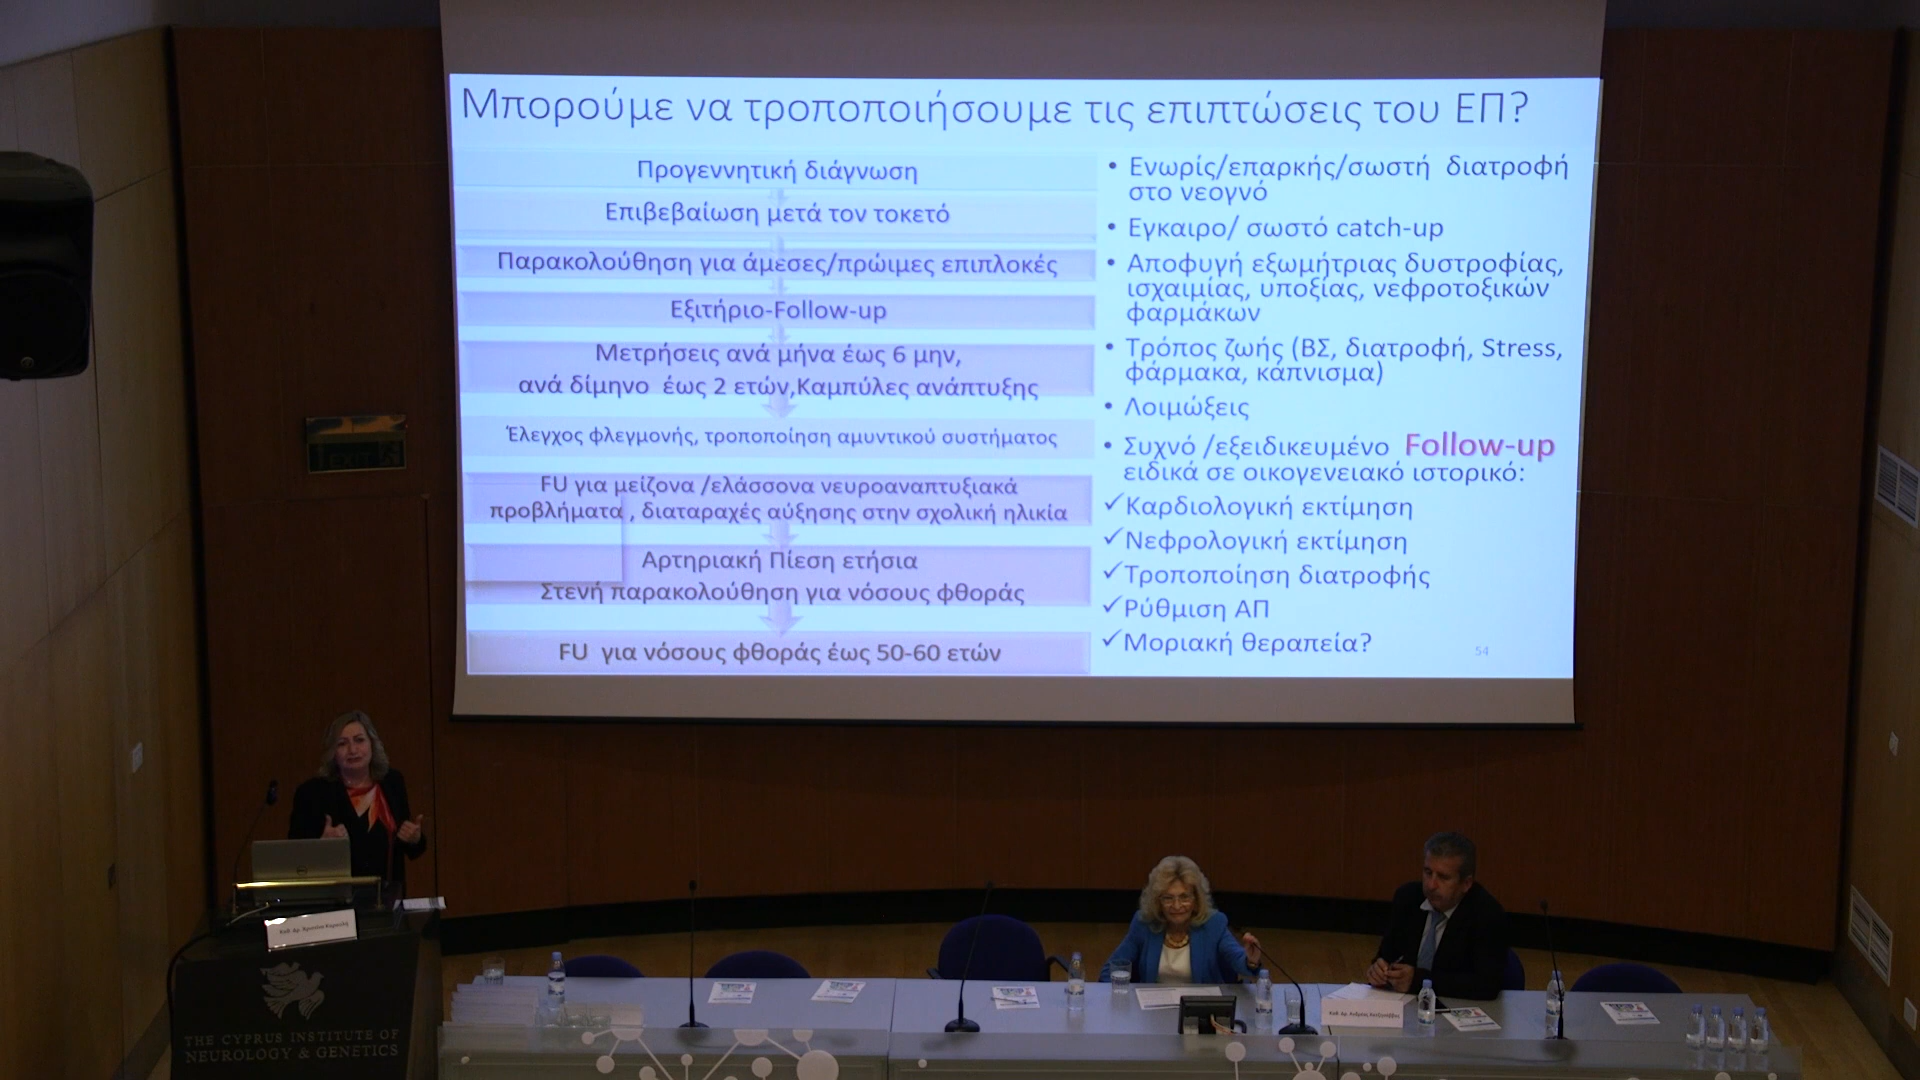 Μπορούμε να τροποποιήσουμε τις επιπτώσεις του ΕΠ?
Προγεννητική διάγνωση
Επιβεβαίωση μετά τον τοκετό
Παρακολούθηση για άμεσες/πρώιμες επιπλοκές
Εξιτήριο-Follow-up
Μετρήσεις ανά μήνα έως 6 μην,
ανά δίμηνο έως 2 ετών,Καμπύλες ανάπτυξης
Έλεγχος φλεγμονής, τροποποίηση αμυντικού συστήματος
FU για μείζονα /ελάσσονα νευροαναπτυξιακά
προβλήματα , διαταραχές αύξησης στην σχολική ηλικία
Αρτηριακή Πίεση ετήσια
Στενή παρακολούθηση για νόσους φθοράς
FU για νόσους φθοράς έως 50-60 ετών
• Ενωρίς/επαρκής/σωστή διατροφή
στο νεογνό
• Εγκαιρο/ σωστό catch-up
• Αποφυγή εξωμήτριας δυστροφίας,
ισχαιμίας, υποξίας, νεφροτοξικών
φαρμάκων
• Τρόπος ζωής (ΒΣ, διατροφή, Stress,
φάρμακα, κάπνισμα)
• Λοιμώξεις
• Συχνό /εξειδικευμένο Follow-up
ειδικά σε οικογενειακό ιστορικό:
✓Καρδιολογική εκτίμηση
✓Νεφρολογική εκτίμηση
✓Τροποποίηση διατροφής
✓Ρύθμιση ΑΠ
✓Μοριακή θεραπεία?
54
EXIT
Καθ. Δρ.
THE CYPRUS INSTITUTE OF
NEUROLOGY & GENETICS
Καθ. Δρ. Ανδρέας